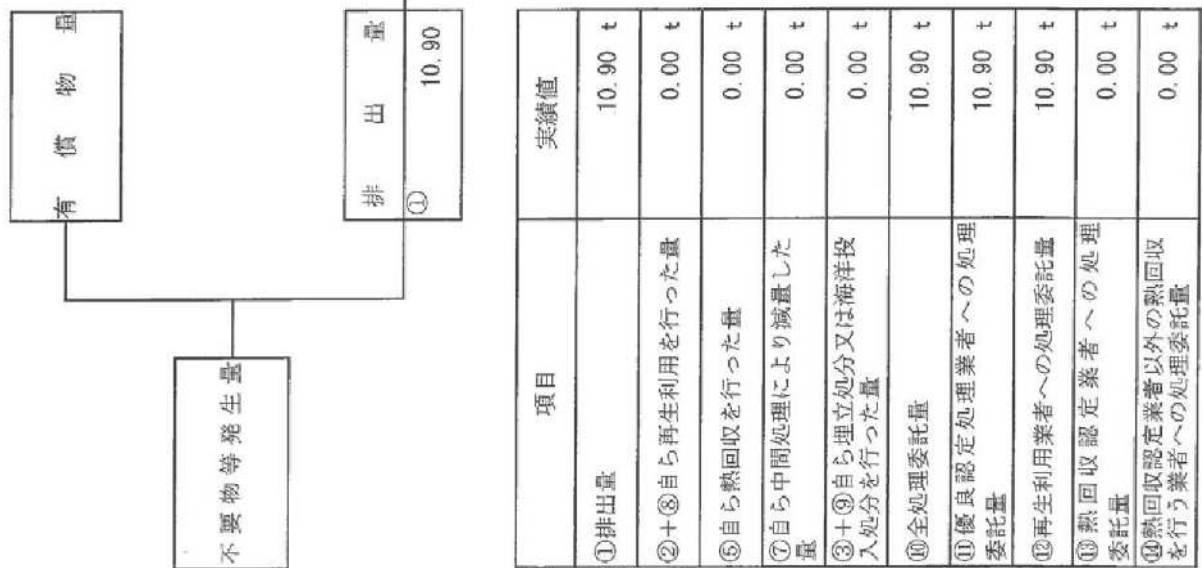 不要物等発生量
有償物量
排出量
① 10.90
項目 実績値
①排出量 10.90 t
②+⑧自ら再生利用を行った量 0.00 t
⑤自ら熱回収を行った量 0.00 t
⑦自ら中間処理により減量した
量 0.00 t
③+⑨自ら埋立処分又は海洋投
入処分を行った量 0.00 t
⑩全処理委託量 10.90 t
⑪優良認定処理業者への処理
委託量 10.90 t
⑫再生利用業者への処理委託量 10.90 t
⑬熱回収認定業者への処理
委託量 0.00 t
⑭熱回収認定業者以外の熱回収
を行う業者への処理委託量 0.00 t